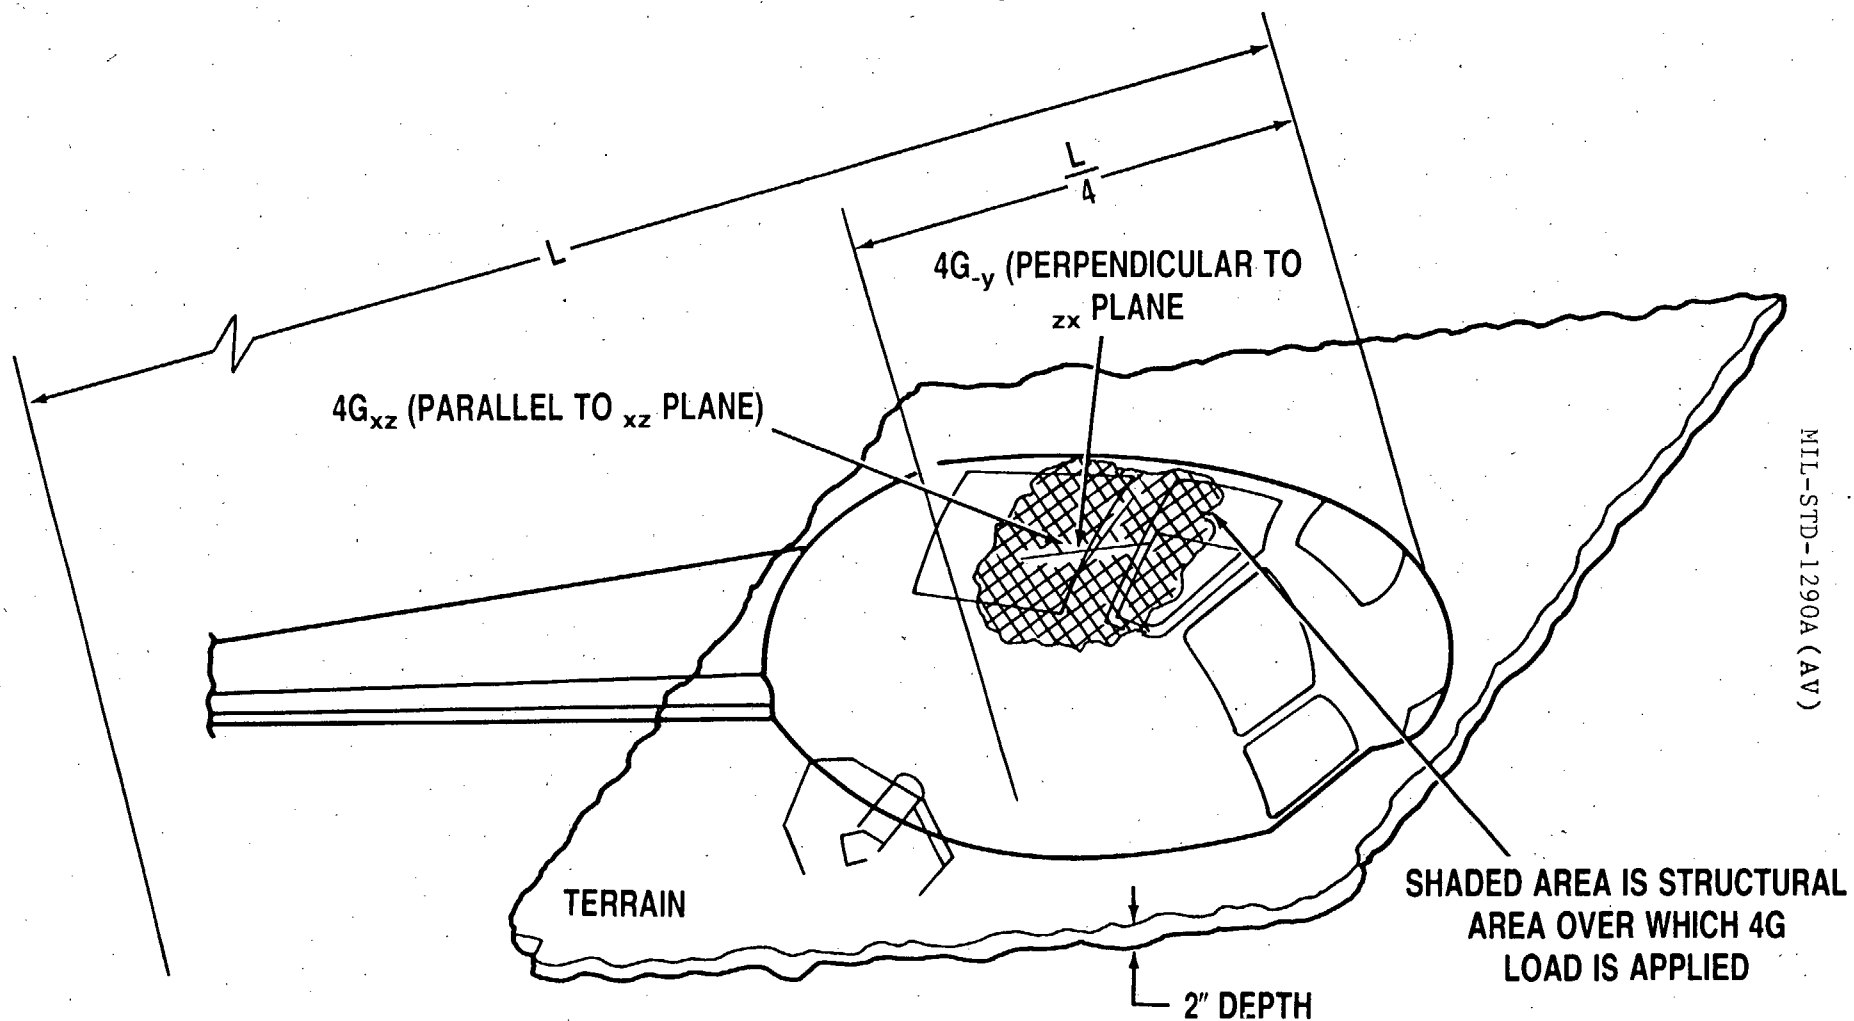 L
L
4
4G-y (PERPENDICULAR TO
zx PLANE
4Gxz (PARALLEL TO xz PLANE)
MIL-STD-1290A(AV)
TERRAIN
SHADED AREA IS STRUCTURAL
AREA OVER WHICH 4G
LOAD IS APPLIED
2" DEPTH